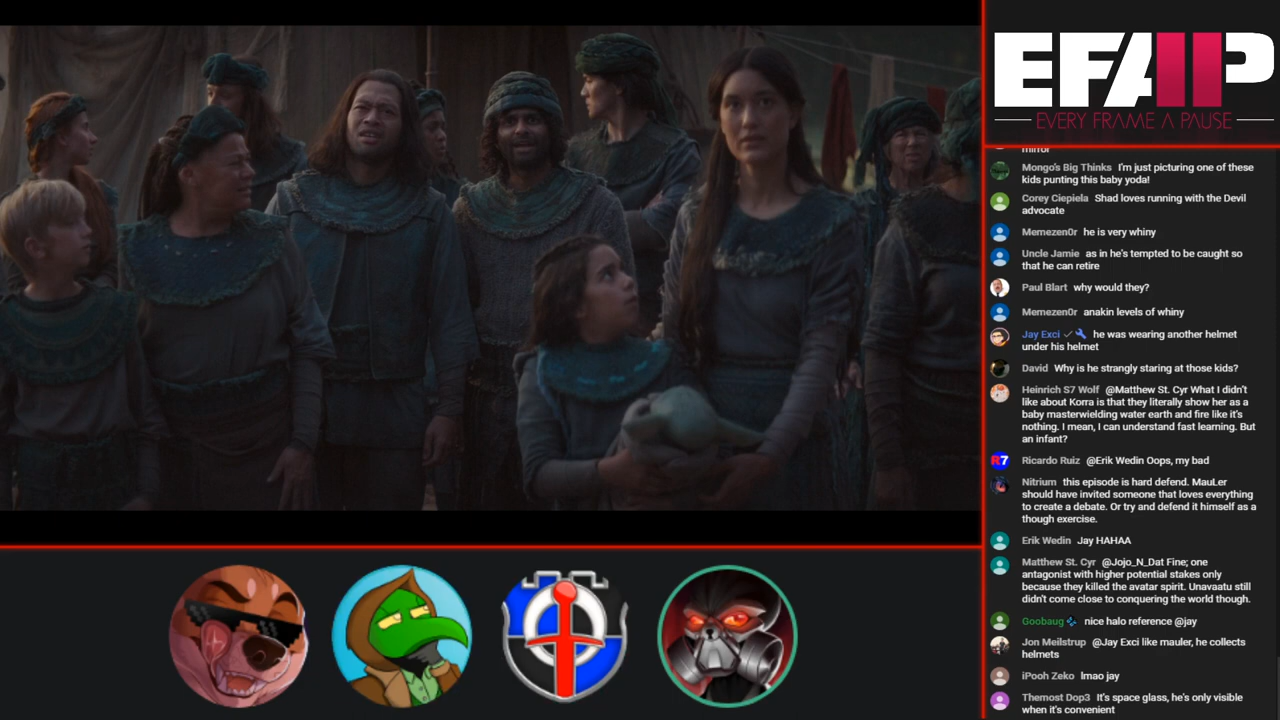 EFAP
EVERY FRAME A PAUSE
mirror
Mongo's Big Thinks I'm just picturing one of these
kids punting this baby yoda!
Corey Ciepiela Shad loves running with the Devil
advocate
Memezen0r he is very whiny
Uncle Jamie as in he's tempted to be caught so
that he can retire
Paul Blart why would they?
Memezen0r anakin levels of whiny
Jay Exci he was wearing another helmet
under his helmet
David Why is he strangly staring at those kids?
Heinrich S7 Wolf @Matthew St. Cyr What I didn't
like about Korra is that they literally show her as a
baby masterwielding water earth and fire like it's
nothing. I mean, I can understand fast learning. But
an infant?
R7
Ricardo Ruiz @Erik Wedin Oops, my bad
Nitrium this episode is hard defend. MauLer
should have invited someone that loves everything
to create a debate. Or try and defend it himself as a
though exercise.
Erik Wedin Jay HAHAA
Matthew St. Cyr @Jojo_N_Dat Fine; one
antagonist with higher potential stakes only
because they killed the avatar spirit. Unavaatu still
didn't come close to conquering the world though.
Goobaug nice halo reference @jay
Jon Meilstrup @Jay Exci like mauler, he collects
helmets
iPooh Zeko lmao jay
Themost Dop3 It's space glass, he's only visible
when it's convenient